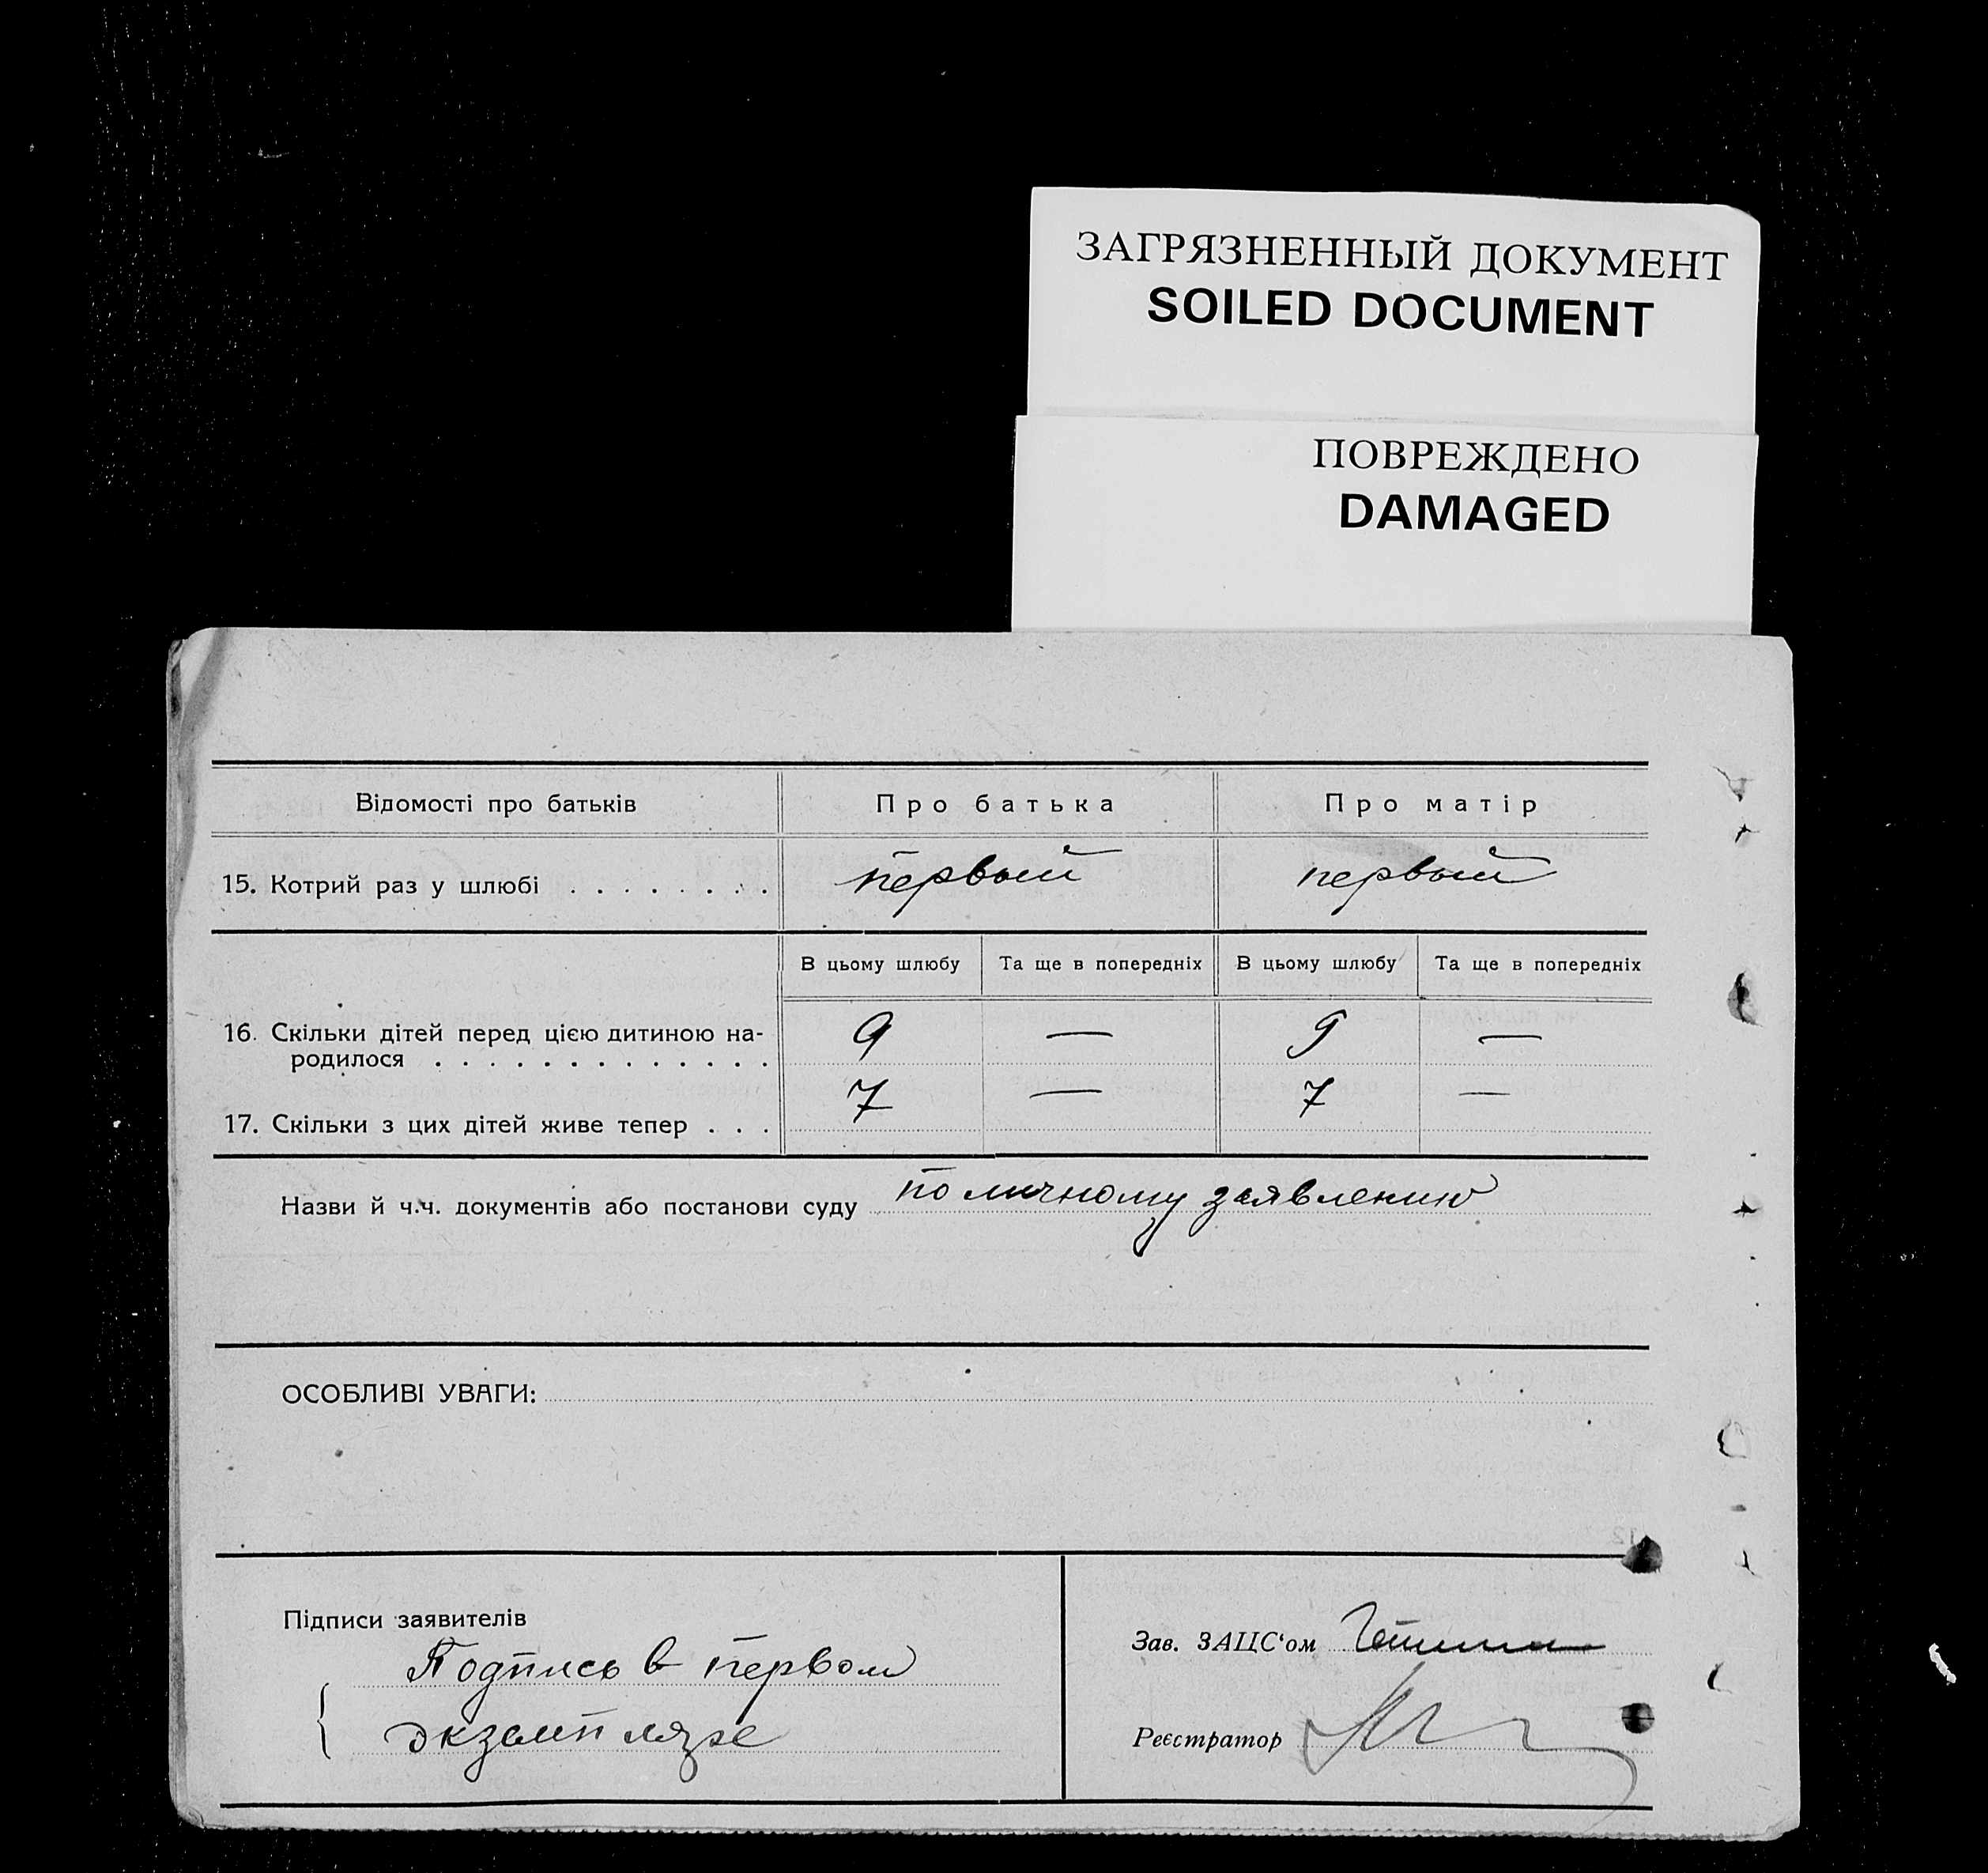 ЗАГРЯЗНЕННЫЙ ДОКУМЕНТ
SOILED DOCUMENT
ПОВРЕЖДЕНО
DAMAGED
Відомості про батьків Про батька Про матір
15. Котрий раз у шлюбі . . . . . . . . первый первый
В цьому шлюбу Та ще в попередніх В цьому шлюбу Та ще в попередніх
16. Скільки дітей перед цією дитиною на-
родилося . . . . . . . . . . . . . 9 — 9 —
17. Скільки з цих дітей живе тепер . . . 7 — 7 —
Назви й ч.ч. документів або постанови суду по личному заявлению
ОСОБЛИВІ УВАГИ:
Підписи заявителів
Подпись в первом
экземпляре
Зав. ЗАЦС‘ом
Реєстратор